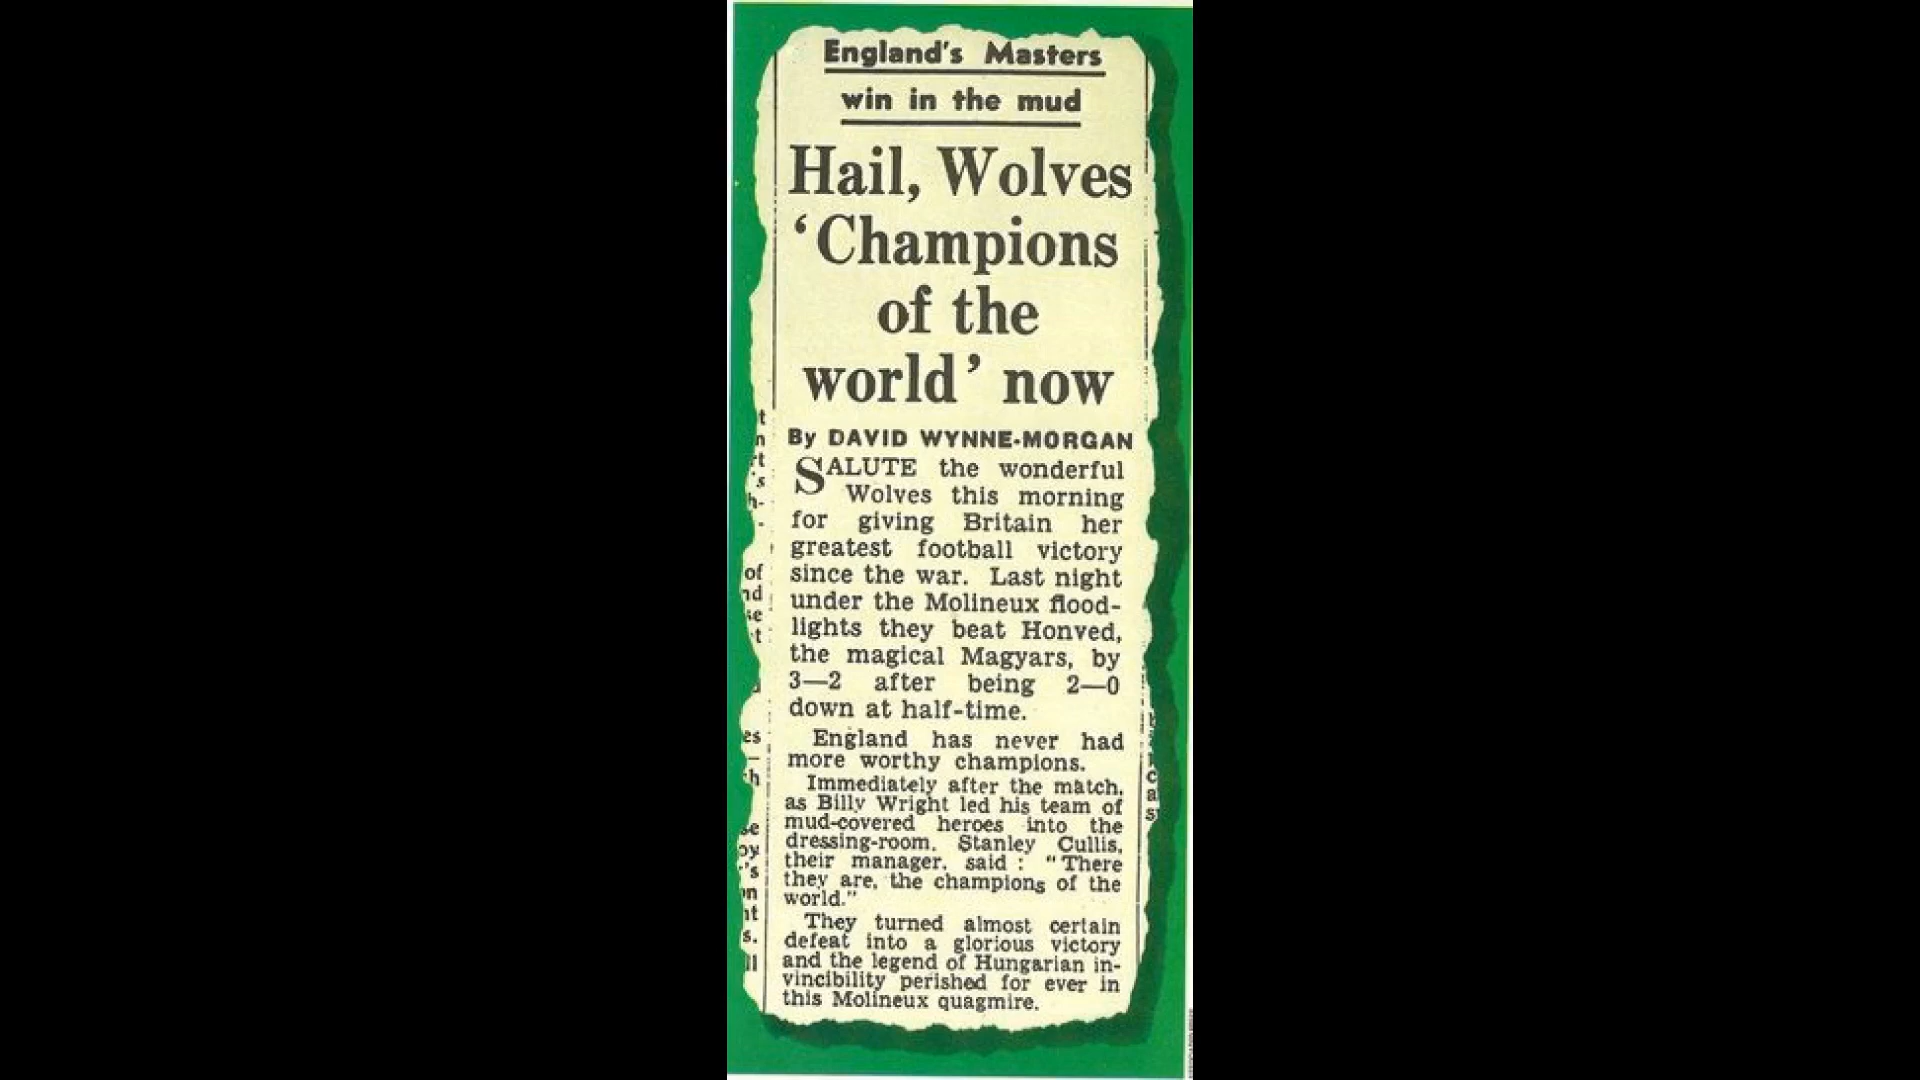 England's Masters
win in the mud
Hail, Wolves
‘Champions
of the
world’ now
By DAVID WYNNE-MORGAN
SALUTE the wonderful
Wolves this morning
for giving Britain her
greatest football victory
since the war. Last night
under the Molineux flood-
lights they beat Honved,
the magical Magyars, by
3—2 after being 2—0
down at half-time.
England has never had
more worthy champions.
Immediately after the match,
as Billy Wright led his team of
mud-covered heroes into the
dressing-room, Stanley Cullis,
their manager, said : "There
they are, the champions of the
world."
They turned almost certain
defeat into a glorious victory
and the legend of Hungarian in-
vincibility perished for ever in
this Molineux quagmire.